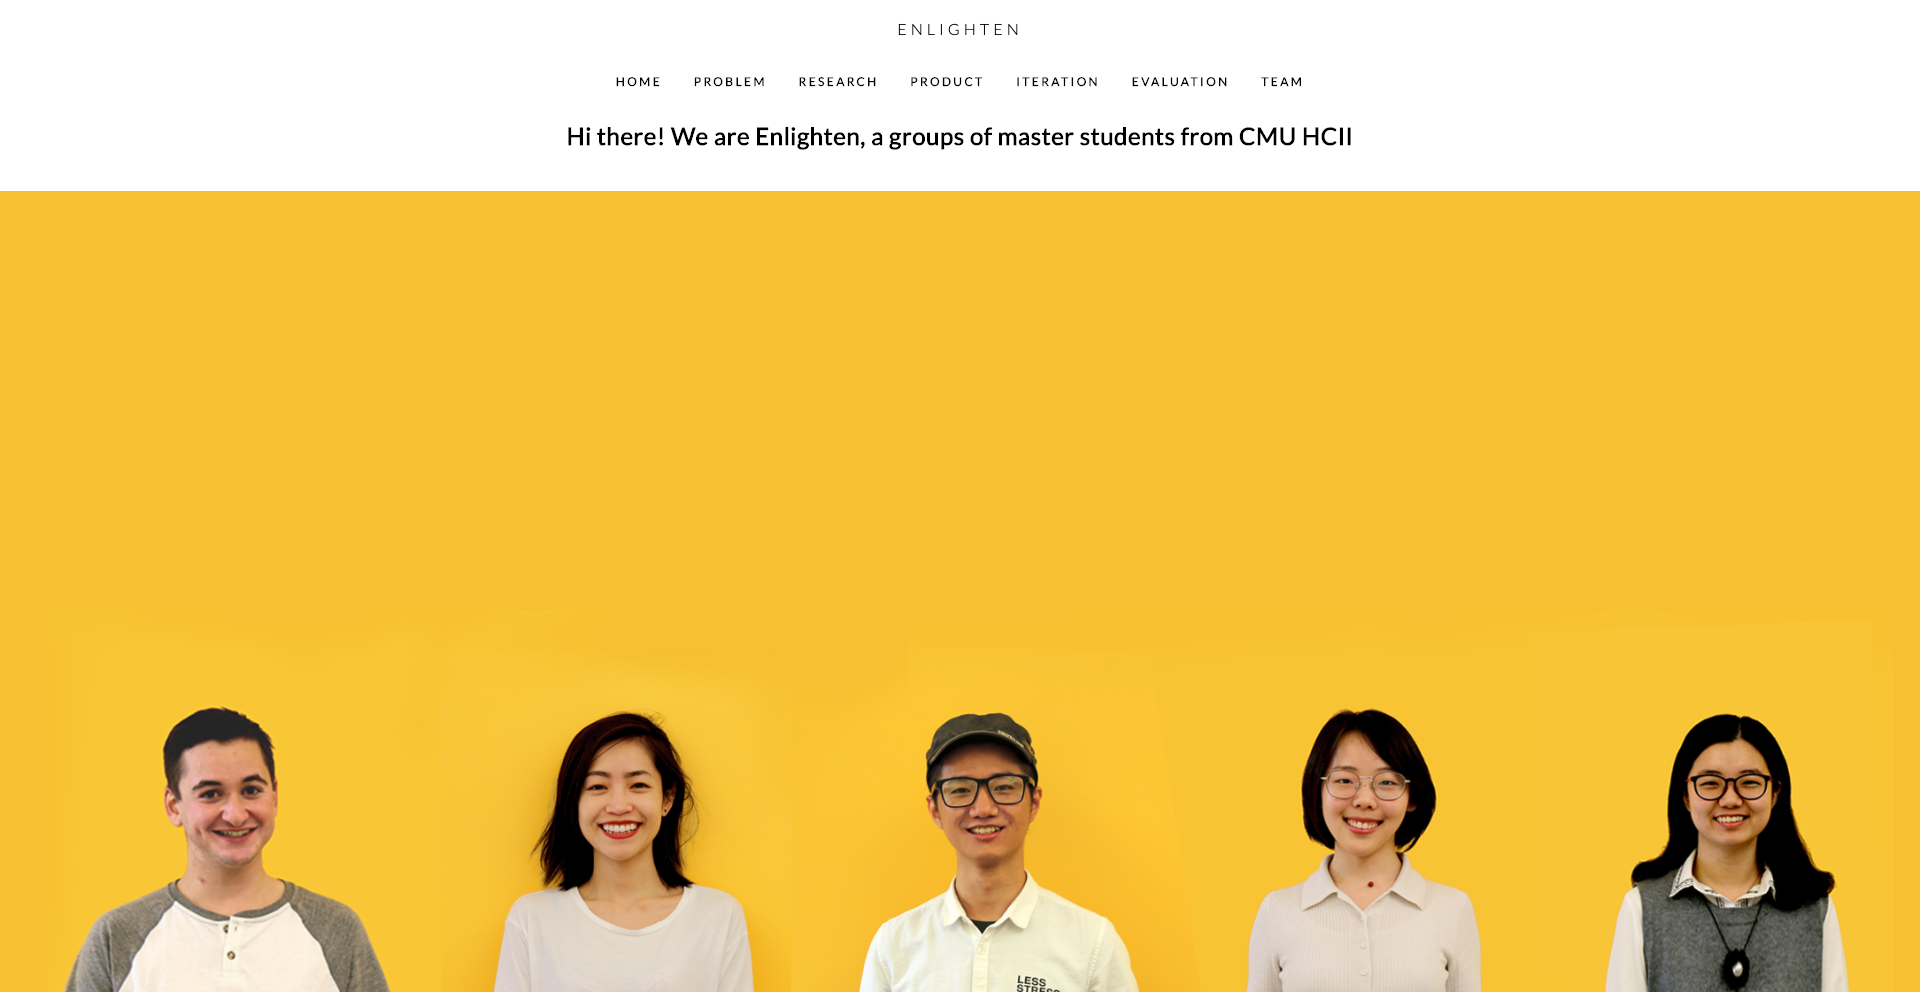 ENLIGHTEN
HOME PROBLEM RESEARCH PRODUCT ITERATION EVALUATION TEAM
Hi there! We are Enlighten, a groups of master students from CMU HCII
LESS
STRESS